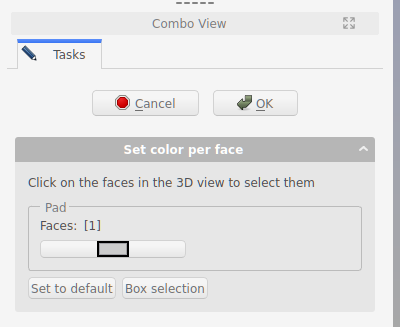 Combo View
Tasks
Cancel
OK
Set color per face
Click on the faces in the 3D view to select them
Pad
Faces: [1]
Set to default
Box selection